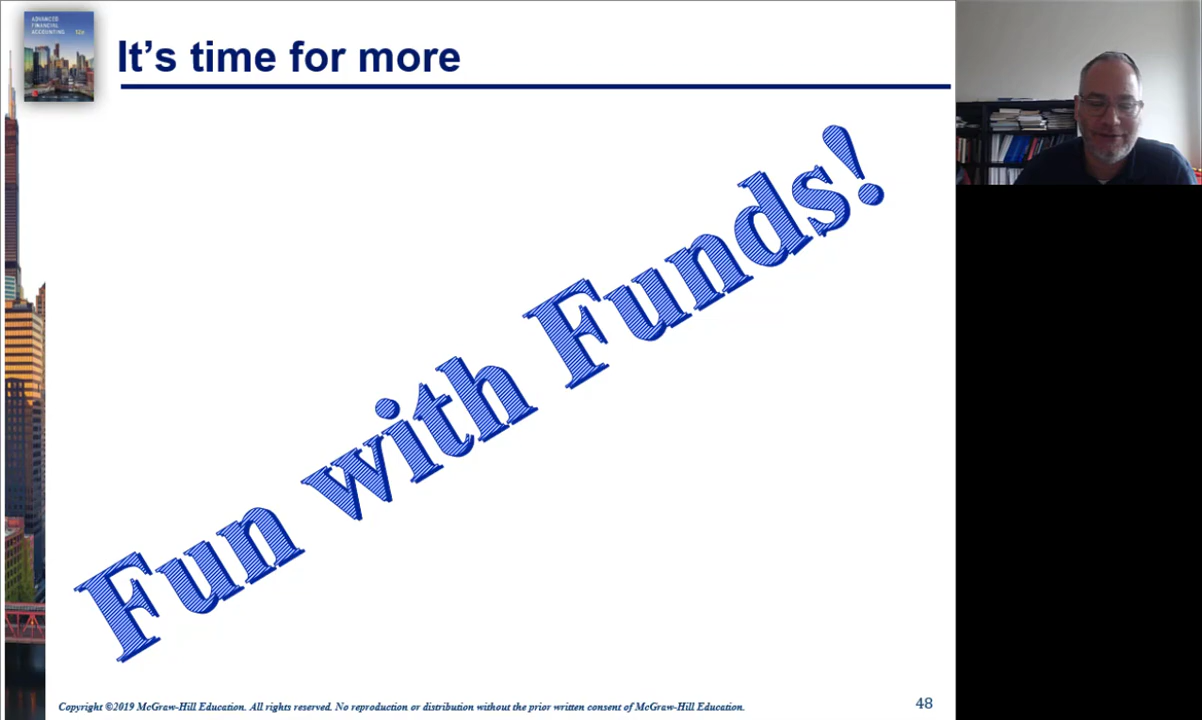 ADVANCED
FINANCIAL
ACCOUNTING 12e
It's time for more
Fun with Funds!
Copyright ©2019 McGraw-Hill Education. All rights reserved. No reproduction or distribution without the prior written consent of McGraw-Hill Education.
48